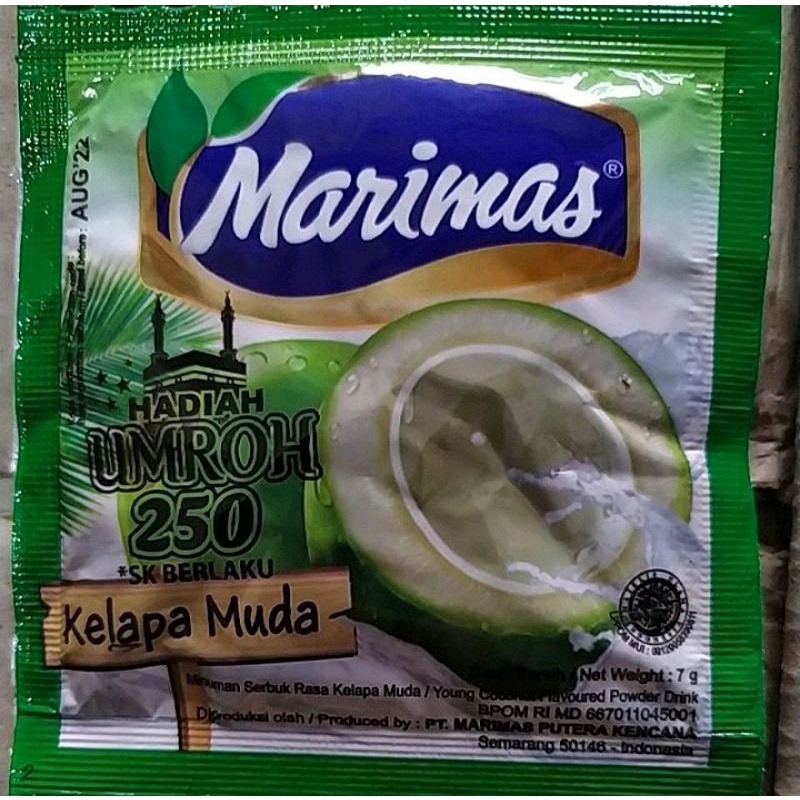 Marimas®
AUG'22
HADIAH
UMROH
250
*SK BERLAKU
Kelapa Muda
/ Net Weight : 7 g
Minuman Serbuk Rasa Kelapa Muda / Young Coconut Flavoured Powder Drink
BPOM RI MD 667011045001
Diproduksi oleh / Produced by : PT. MARIMAS PUTERA KENCANA
Semarang 50146 - Indonesia